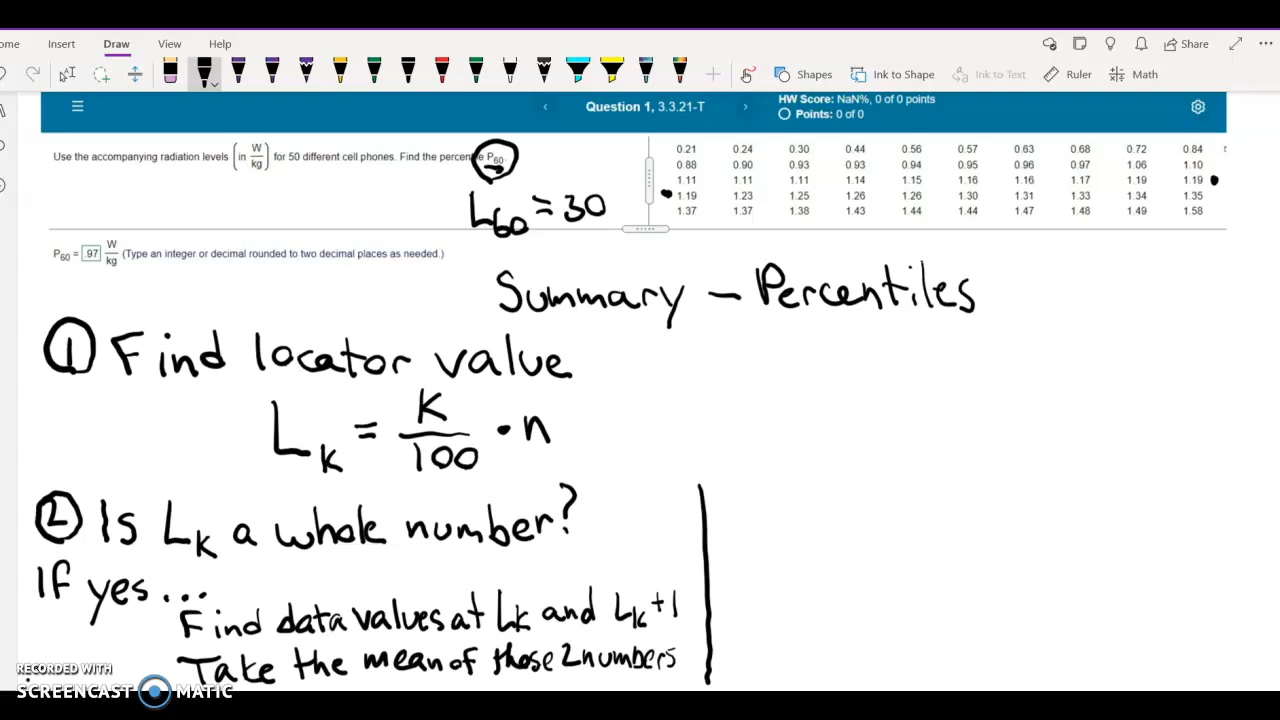 ome Insert Draw View Help Share
Shapes Ink to Shape Ink to Text Ruler Math
Question 1, 3.3.21-T
HW Score: NaN%, 0 of 0 points
Points: 0 of 0
Use the accompanying radiation levels (in W/kg) for 50 different cell phones. Find the percentile P60.
0.21 0.24 0.30 0.44 0.56 0.57 0.63 0.68 0.72 0.84
0.88 0.90 0.93 0.93 0.94 0.95 0.96 0.97 1.06 1.10
1.11 1.11 1.11 1.14 1.15 1.16 1.16 1.17 1.19 1.19
1.19 1.23 1.25 1.26 1.26 1.30 1.31 1.33 1.34 1.35
1.37 1.37 1.38 1.43 1.44 1.44 1.47 1.48 1.49 1.58
L60 = 30
P60 = .97 W/kg (Type an integer or decimal rounded to two decimal places as needed.)
Summary - Percentiles
1 Find locator value
Lk = K/100 • n
2 Is Lk a whole number?
If yes...
Find data values at Lk and Lk+1
Take the mean of those 2 numbers
RECORDED WITH
SCREENCAST MATIC